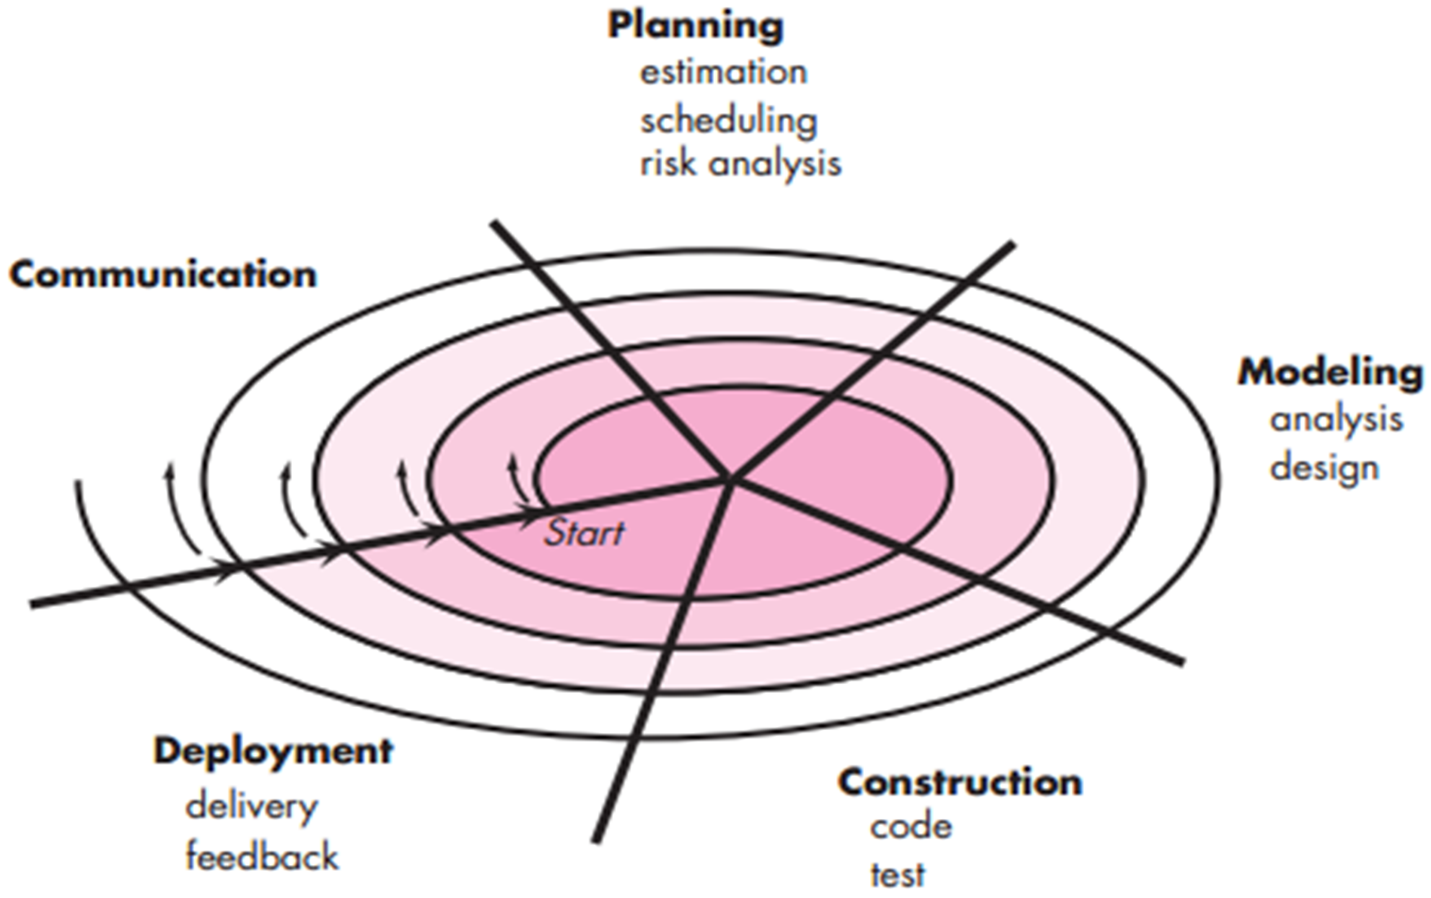 Planning
estimation
scheduling
risk analysis
Communication
Modeling
analysis
design
Start
Deployment
delivery
feedback
Construction
code
test